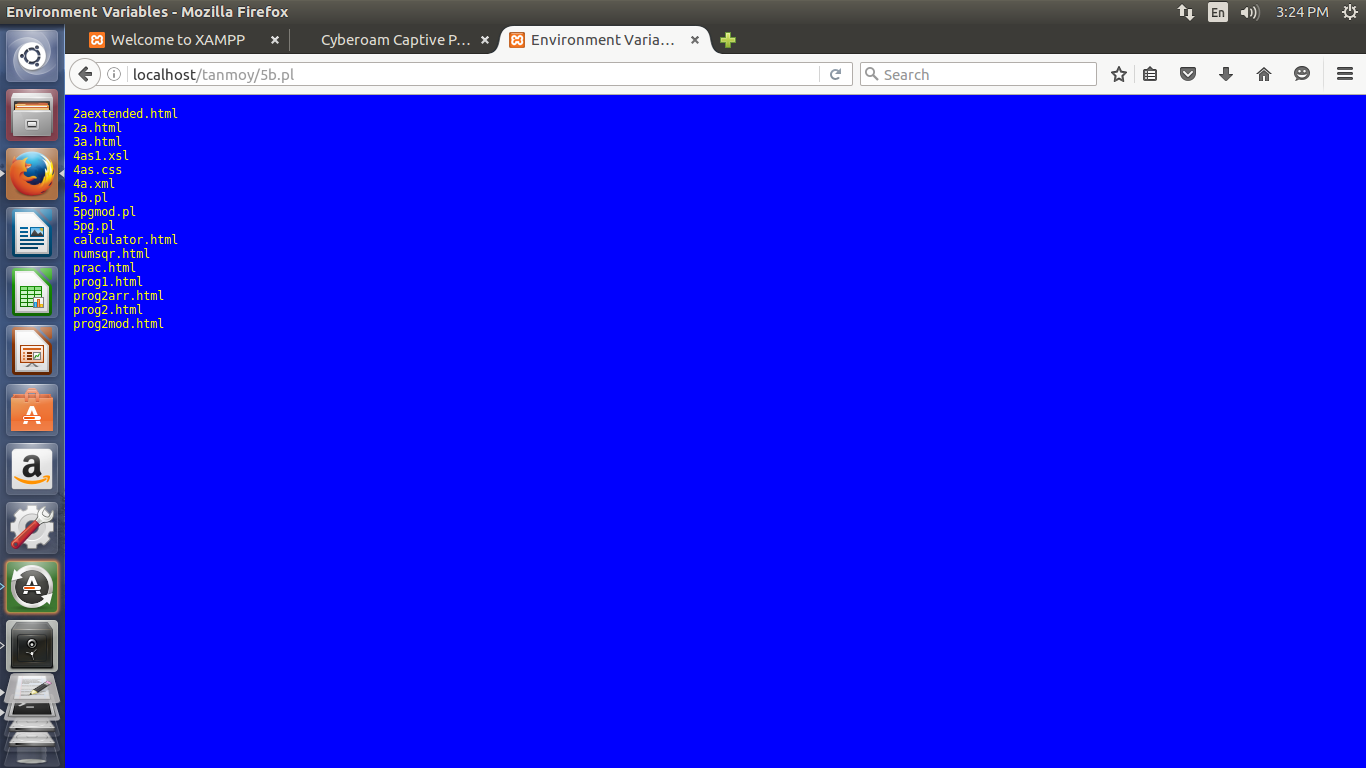 Environment Variables - Mozilla Firefox
En
3:24 PM
Welcome to XAMPP
Cyberoam Captive P...
Environment Varia...
localhost/tanmoy/5b.pl
Search
2aextended.html
2a.html
3a.html
4as1.xsl
4as.css
4a.xml
5b.pl
5pgmod.pl
5pg.pl
calculator.html
numsqr.html
prac.html
prog1.html
prog2arr.html
prog2.html
prog2mod.html